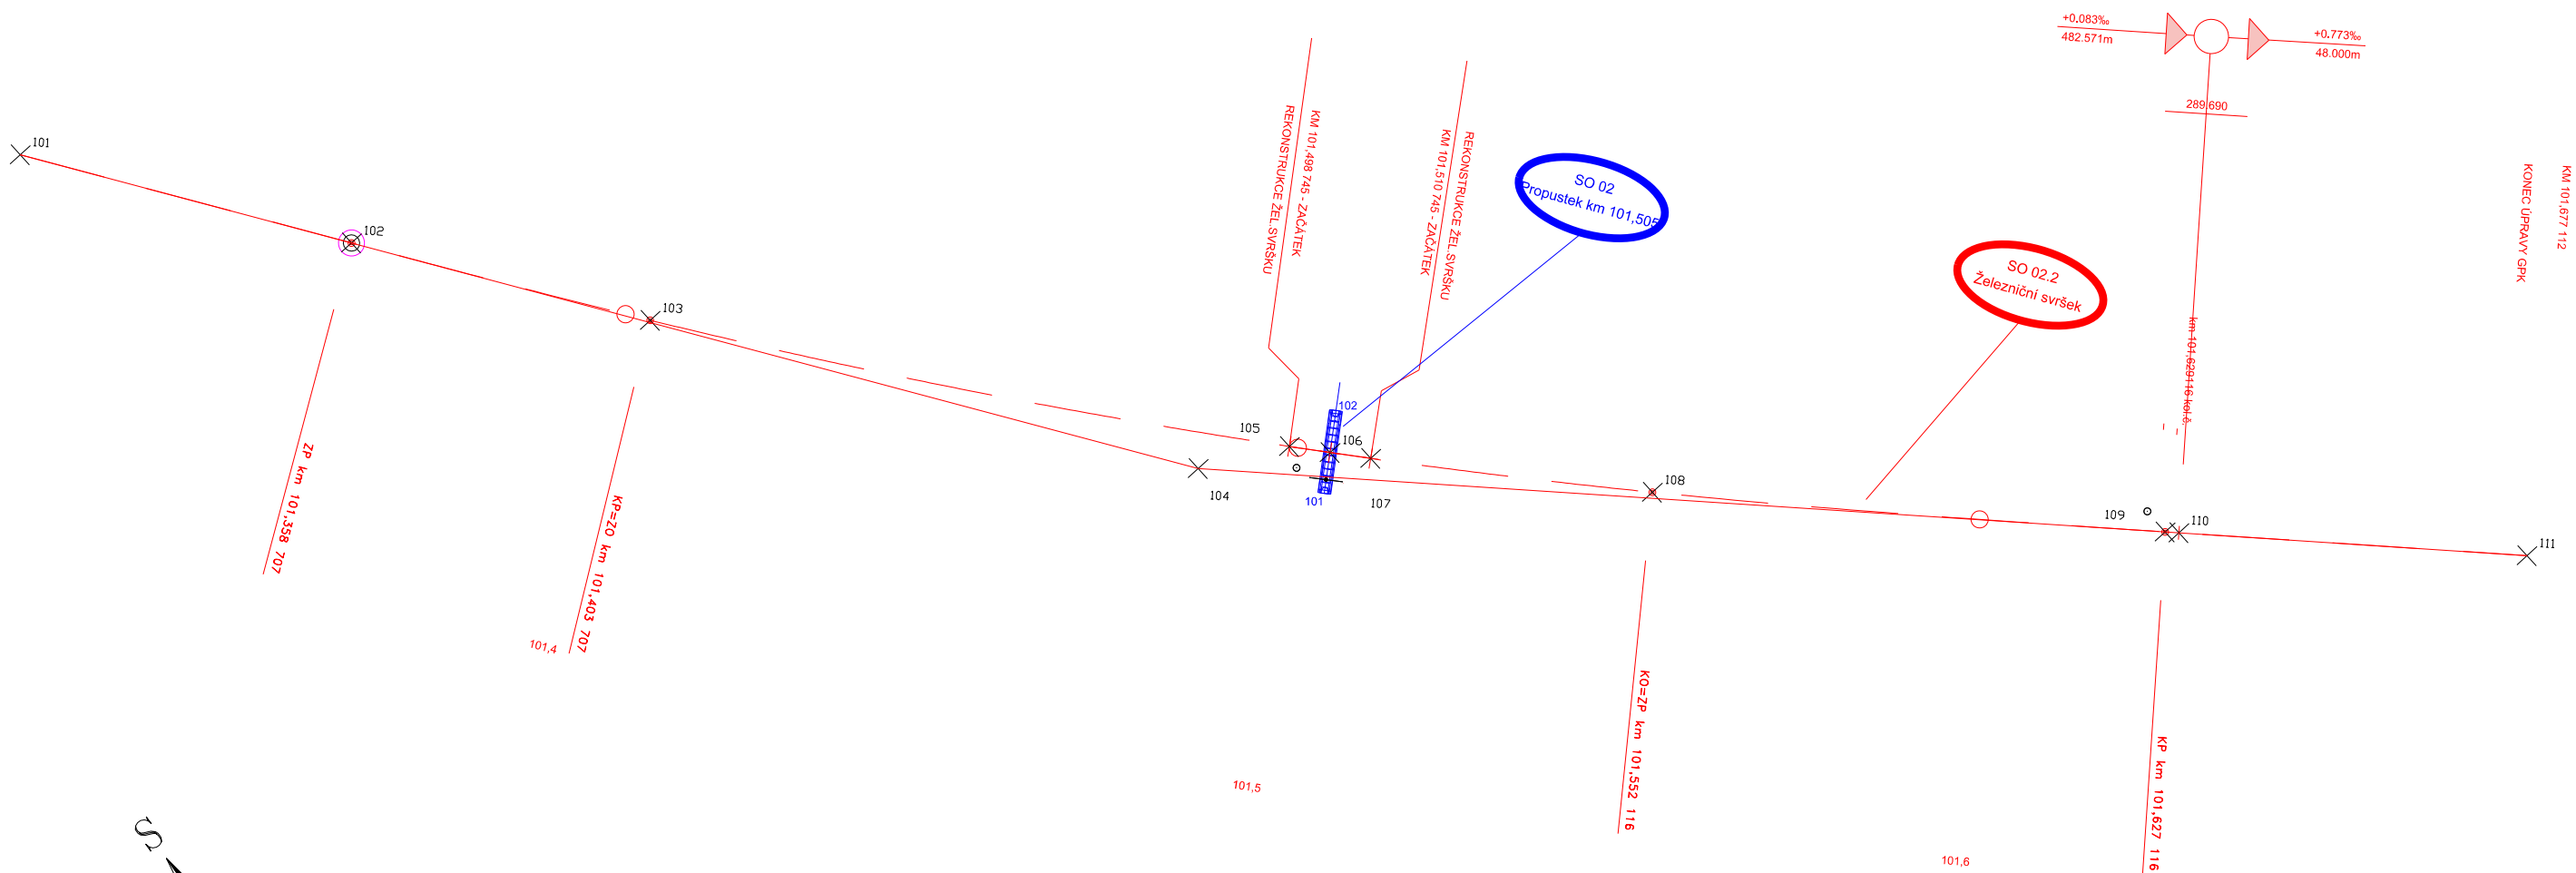 +0.083‰
482.571m
+0.773‰
48.000m
289.690
KM 101,677 112
KONEC ÚPRAVY GPK
101
102
103
REKONSTRUKCE ŽEL.SVRŠKU
KM 101,498 745 - ZAČÁTEK
KM 101,510 745 - ZAČÁTEK
REKONSTRUKCE ŽEL.SVRŠKU
SO 02
Propustek km 101,505
SO 02.2
Železniční svršek
km 101,629116 kol.č.
102
105
106
104
101
107
108
109
110
111
ZP km 101,358 707
KP=ZO km 101,403 707
KO=ZP km 101,552 116
KP km 101,627 116
101,4
101,5
101,6
S